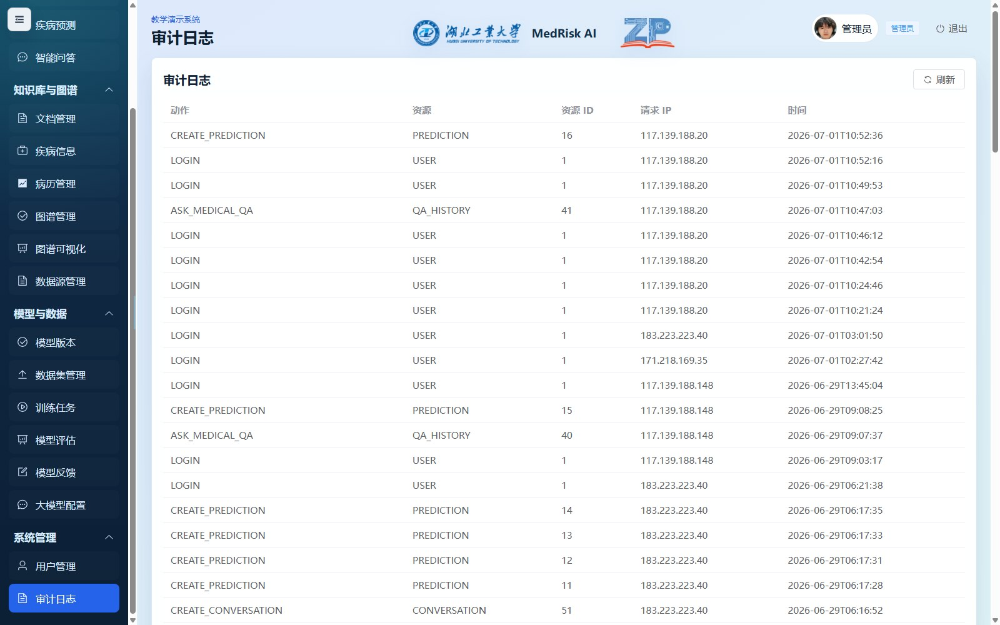 疾病预测
智能问答
知识库与图谱
文档管理
疾病信息
病历管理
图谱管理
图谱可视化
数据源管理
模型与数据
模型版本
数据集管理
训练任务
模型评估
模型反馈
大模型配置
系统管理
用户管理
审计日志
教学演示系统
审计日志
湖北工业大学
HUBEI UNIVERSITY OF TECHNOLOGY
MedRisk AI
ZP
管理员
管理员
退出
审计日志
刷新
动作 资源 资源 ID 请求 IP 时间
CREATE_PREDICTION PREDICTION 16 117.139.188.20 2026-07-01T10:52:36
LOGIN USER 1 117.139.188.20 2026-07-01T10:52:16
LOGIN USER 1 117.139.188.20 2026-07-01T10:49:53
ASK_MEDICAL_QA QA_HISTORY 41 117.139.188.20 2026-07-01T10:47:03
LOGIN USER 1 117.139.188.20 2026-07-01T10:46:12
LOGIN USER 1 117.139.188.20 2026-07-01T10:42:54
LOGIN USER 1 117.139.188.20 2026-07-01T10:24:46
LOGIN USER 1 117.139.188.20 2026-07-01T10:21:24
LOGIN USER 1 183.223.223.40 2026-07-01T03:01:50
LOGIN USER 1 171.218.169.35 2026-07-01T02:27:42
LOGIN USER 1 117.139.188.148 2026-06-29T13:45:04
CREATE_PREDICTION PREDICTION 15 117.139.188.148 2026-06-29T09:08:25
ASK_MEDICAL_QA QA_HISTORY 40 117.139.188.148 2026-06-29T09:07:37
LOGIN USER 1 117.139.188.148 2026-06-29T09:03:17
LOGIN USER 1 183.223.223.40 2026-06-29T06:21:38
CREATE_PREDICTION PREDICTION 14 183.223.223.40 2026-06-29T06:17:35
CREATE_PREDICTION PREDICTION 13 183.223.223.40 2026-06-29T06:17:33
CREATE_PREDICTION PREDICTION 12 183.223.223.40 2026-06-29T06:17:31
CREATE_PREDICTION PREDICTION 11 183.223.223.40 2026-06-29T06:17:28
CREATE_CONVERSATION CONVERSATION 51 183.223.223.40 2026-06-29T06:16:52